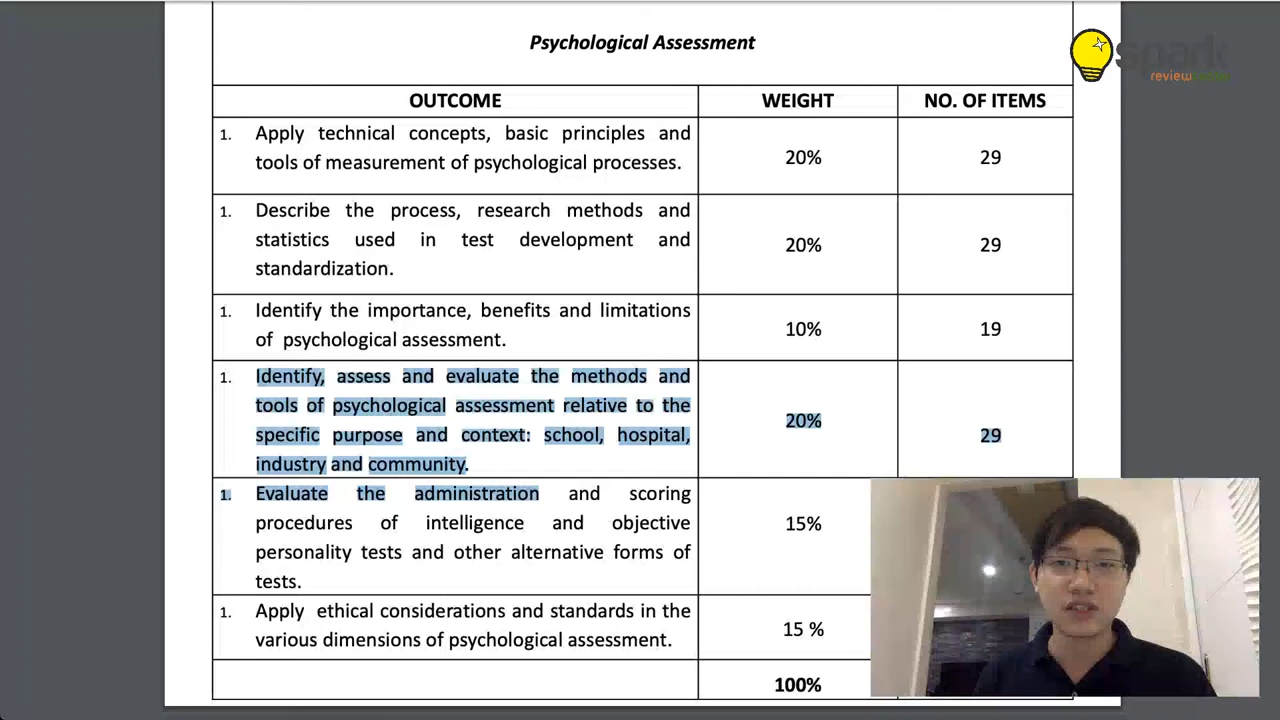 Psychological Assessment
spark
review
OUTCOME WEIGHT NO. OF ITEMS
1. Apply technical concepts, basic principles and
tools of measurement of psychological processes.
20% 29
1. Describe the process, research methods and
statistics used in test development and
standardization.
20% 29
1. Identify the importance, benefits and limitations
of psychological assessment.
10% 19
1. Identify, assess and evaluate the methods and
tools of psychological assessment relative to the
specific purpose and context: school, hospital,
industry and community.
20% 29
1. Evaluate the administration and scoring
procedures of intelligence and objective
personality tests and other alternative forms of
tests.
15%
1. Apply ethical considerations and standards in the
various dimensions of psychological assessment.
15 %
100%